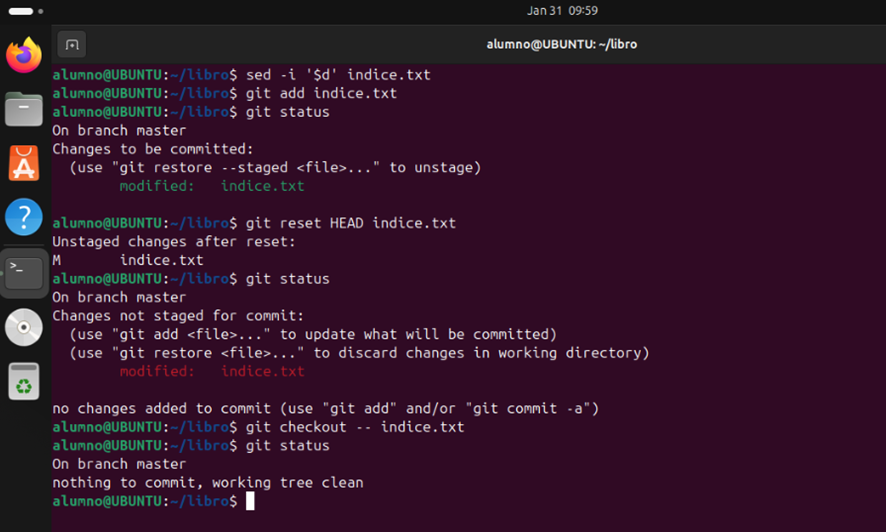 Jan 31 09:59
alumno@UBUNTU: ~/libro
alumno@UBUNTU:~/libro$ sed -i '$d' indice.txt
alumno@UBUNTU:~/libro$ git add indice.txt
alumno@UBUNTU:~/libro$ git status
On branch master
Changes to be committed:
  (use "git restore --staged <file>..." to unstage)
        modified:   indice.txt

alumno@UBUNTU:~/libro$ git reset HEAD indice.txt
Unstaged changes after reset:
M       indice.txt
alumno@UBUNTU:~/libro$ git status
On branch master
Changes not staged for commit:
  (use "git add <file>..." to update what will be committed)
  (use "git restore <file>..." to discard changes in working directory)
        modified:   indice.txt

no changes added to commit (use "git add" and/or "git commit -a")
alumno@UBUNTU:~/libro$ git checkout -- indice.txt
alumno@UBUNTU:~/libro$ git status
On branch master
nothing to commit, working tree clean
alumno@UBUNTU:~/libro$